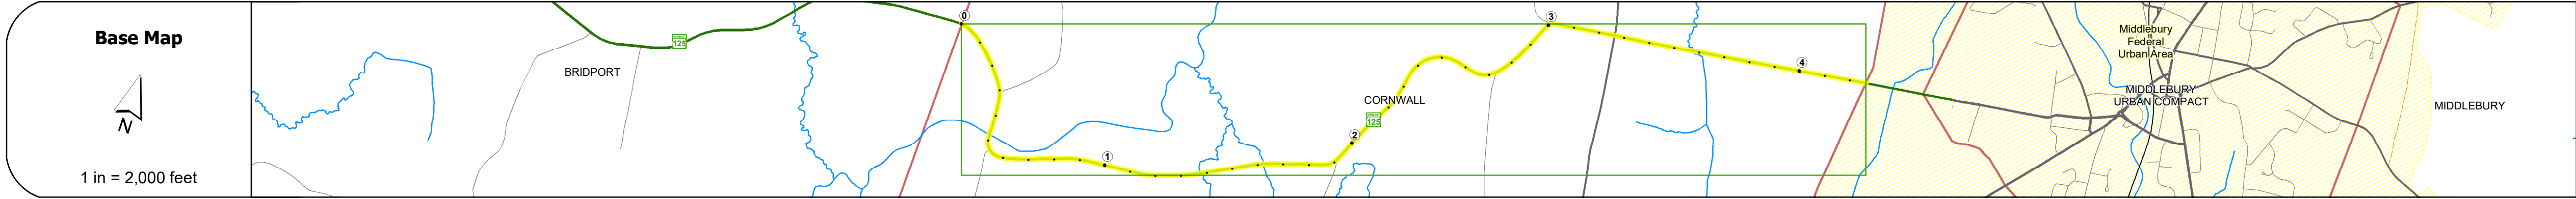 Base Map
N
1 in = 2,000 feet
125
BRIDPORT
0
1
2
3
4
CORNWALL
125
Middlebury
Federal
Urban Area
MIDDLEBURY
URBAN COMPACT
MIDDLEBURY